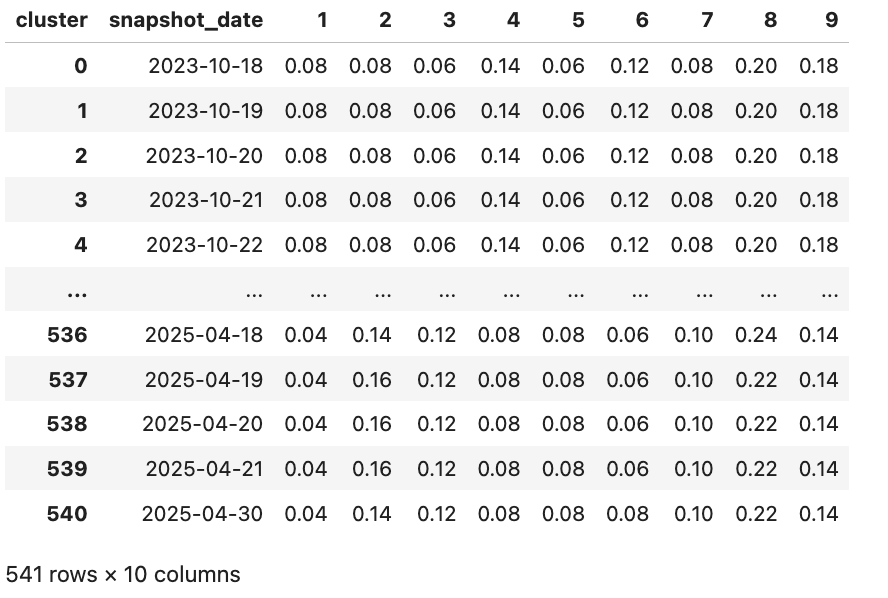 cluster snapshot_date 1 2 3 4 5 6 7 8 9
0 2023-10-18 0.08 0.08 0.06 0.14 0.06 0.12 0.08 0.20 0.18
1 2023-10-19 0.08 0.08 0.06 0.14 0.06 0.12 0.08 0.20 0.18
2 2023-10-20 0.08 0.08 0.06 0.14 0.06 0.12 0.08 0.20 0.18
3 2023-10-21 0.08 0.08 0.06 0.14 0.06 0.12 0.08 0.20 0.18
4 2023-10-22 0.08 0.08 0.06 0.14 0.06 0.12 0.08 0.20 0.18
... ... ... ... ... ... ... ... ... ... ...
536 2025-04-18 0.04 0.14 0.12 0.08 0.08 0.06 0.10 0.24 0.14
537 2025-04-19 0.04 0.16 0.12 0.08 0.08 0.06 0.10 0.22 0.14
538 2025-04-20 0.04 0.16 0.12 0.08 0.08 0.06 0.10 0.22 0.14
539 2025-04-21 0.04 0.16 0.12 0.08 0.08 0.06 0.10 0.22 0.14
540 2025-04-30 0.04 0.14 0.12 0.08 0.08 0.08 0.10 0.22 0.14
541 rows × 10 columns